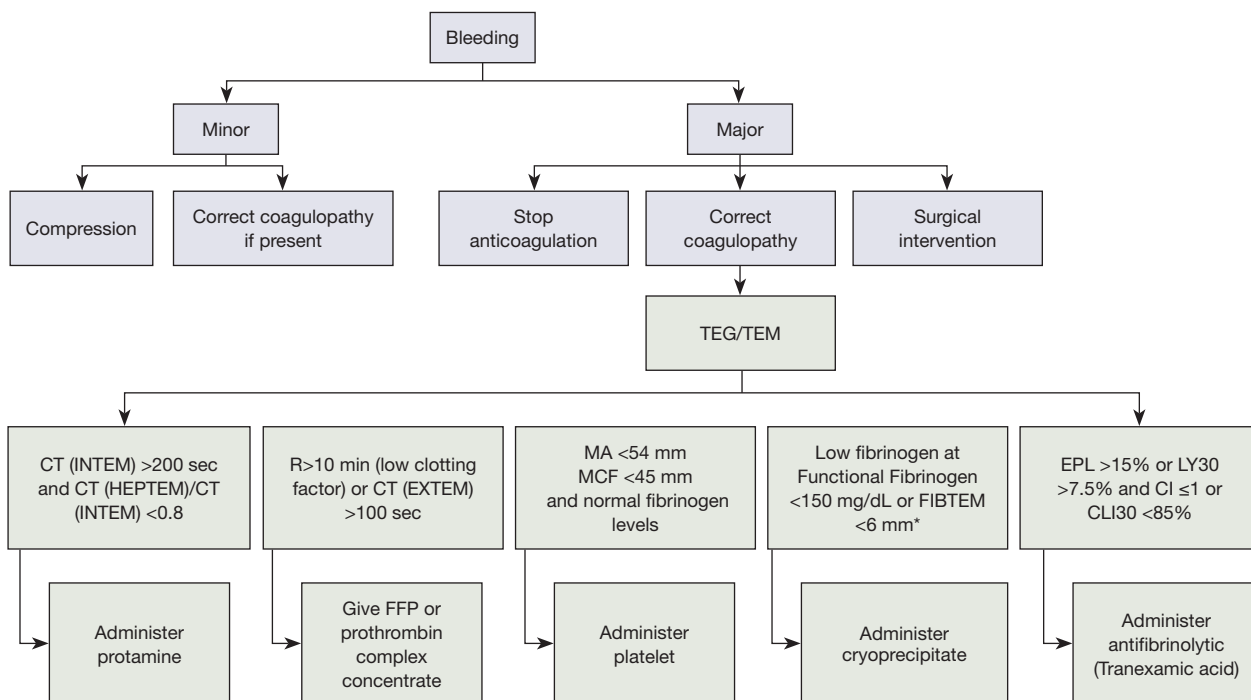 Bleeding
Minor
Major
Compression
Correct coagulopathy
if present
Stop
anticoagulation
Correct
coagulopathy
Surgical
intervention
TEG/TEM
CT (INTEM) >200 sec
and CT (HEPTEM)/CT
(INTEM) <0.8
R>10 min (low clotting
factor) or CT (EXTEM)
>100 sec
MA <54 mm
MCF <45 mm
and normal fibrinogen
levels
Low fibrinogen at
Functional Fibrinogen
<150 mg/dL or FIBTEM
<6 mm*
EPL >15% or LY30
>7.5% and CI ≤1 or
CLI30 <85%
Administer
protamine
Give FFP or
prothrombin
complex
concentrate
Administer
platelet
Administer
cryoprecipitate
Administer
antifibrinolytic
(Tranexamic acid)